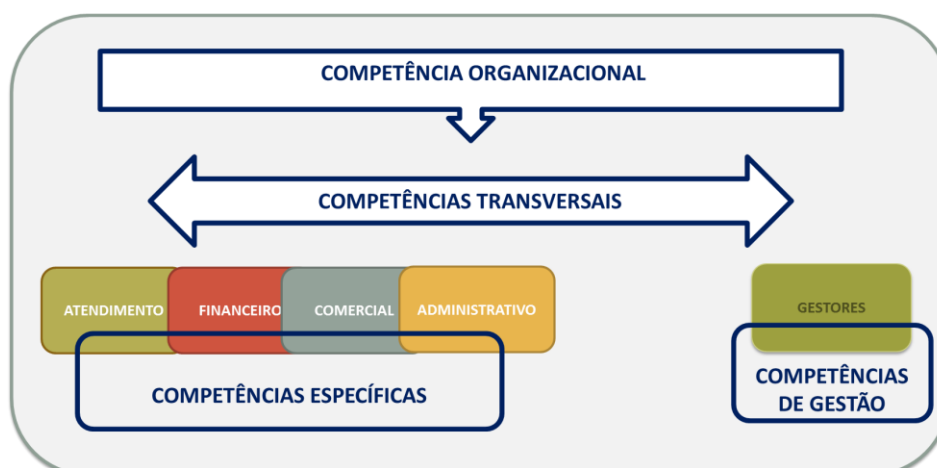 COMPETÊNCIA ORGANIZACIONAL
COMPETÊNCIAS TRANSVERSAIS
ATENDIMENTO
FINANCEIRO
COMERCIAL
ADMINISTRATIVO
GESTORES
COMPETÊNCIAS ESPECÍFICAS
COMPETÊNCIAS
DE GESTÃO